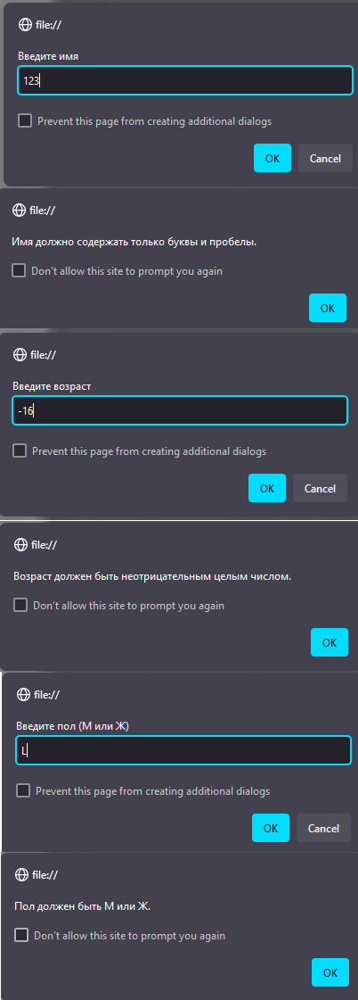 file://
Введите имя
123
Prevent this page from creating additional dialogs
OK Cancel
file://
Имя должно содержать только буквы и пробелы.
Don't allow this site to prompt you again
OK
file://
Введите возраст
-16
Prevent this page from creating additional dialogs
OK Cancel
file://
Возраст должен быть неотрицательным целым числом.
Don't allow this site to prompt you again
OK
file://
Введите пол (М или Ж)
L
Prevent this page from creating additional dialogs
OK Cancel
file://
Пол должен быть М или Ж.
Don't allow this site to prompt you again
OK